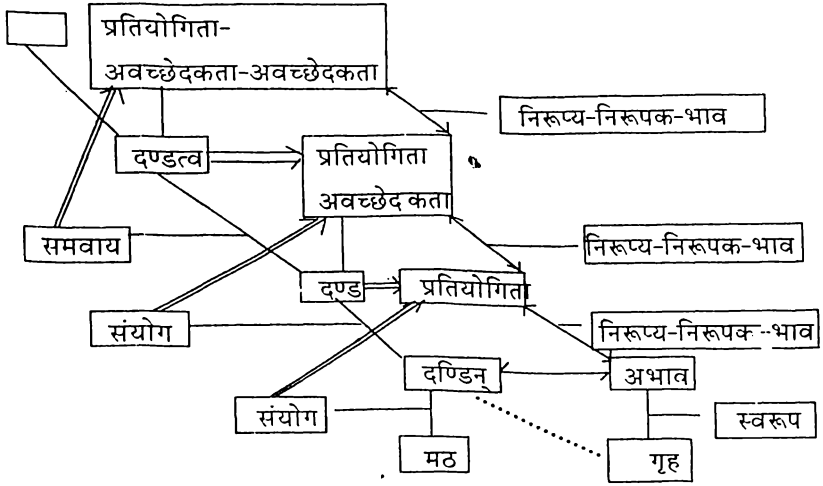 प्रतियोगिता-
अवच्छेदकता-अवच्छेदकता
निरूप्य-निरूपक-भाव
दण्डत्व
प्रतियोगिता
अवच्छेदकता
समवाय
निरूप्य-निरूपक-भाव
दण्ड
प्रतियोगिता
संयोग
निरूप्य-निरूपक-भाव
दण्डिन्
अभाव
संयोग
स्वरूप
मठ
गृह